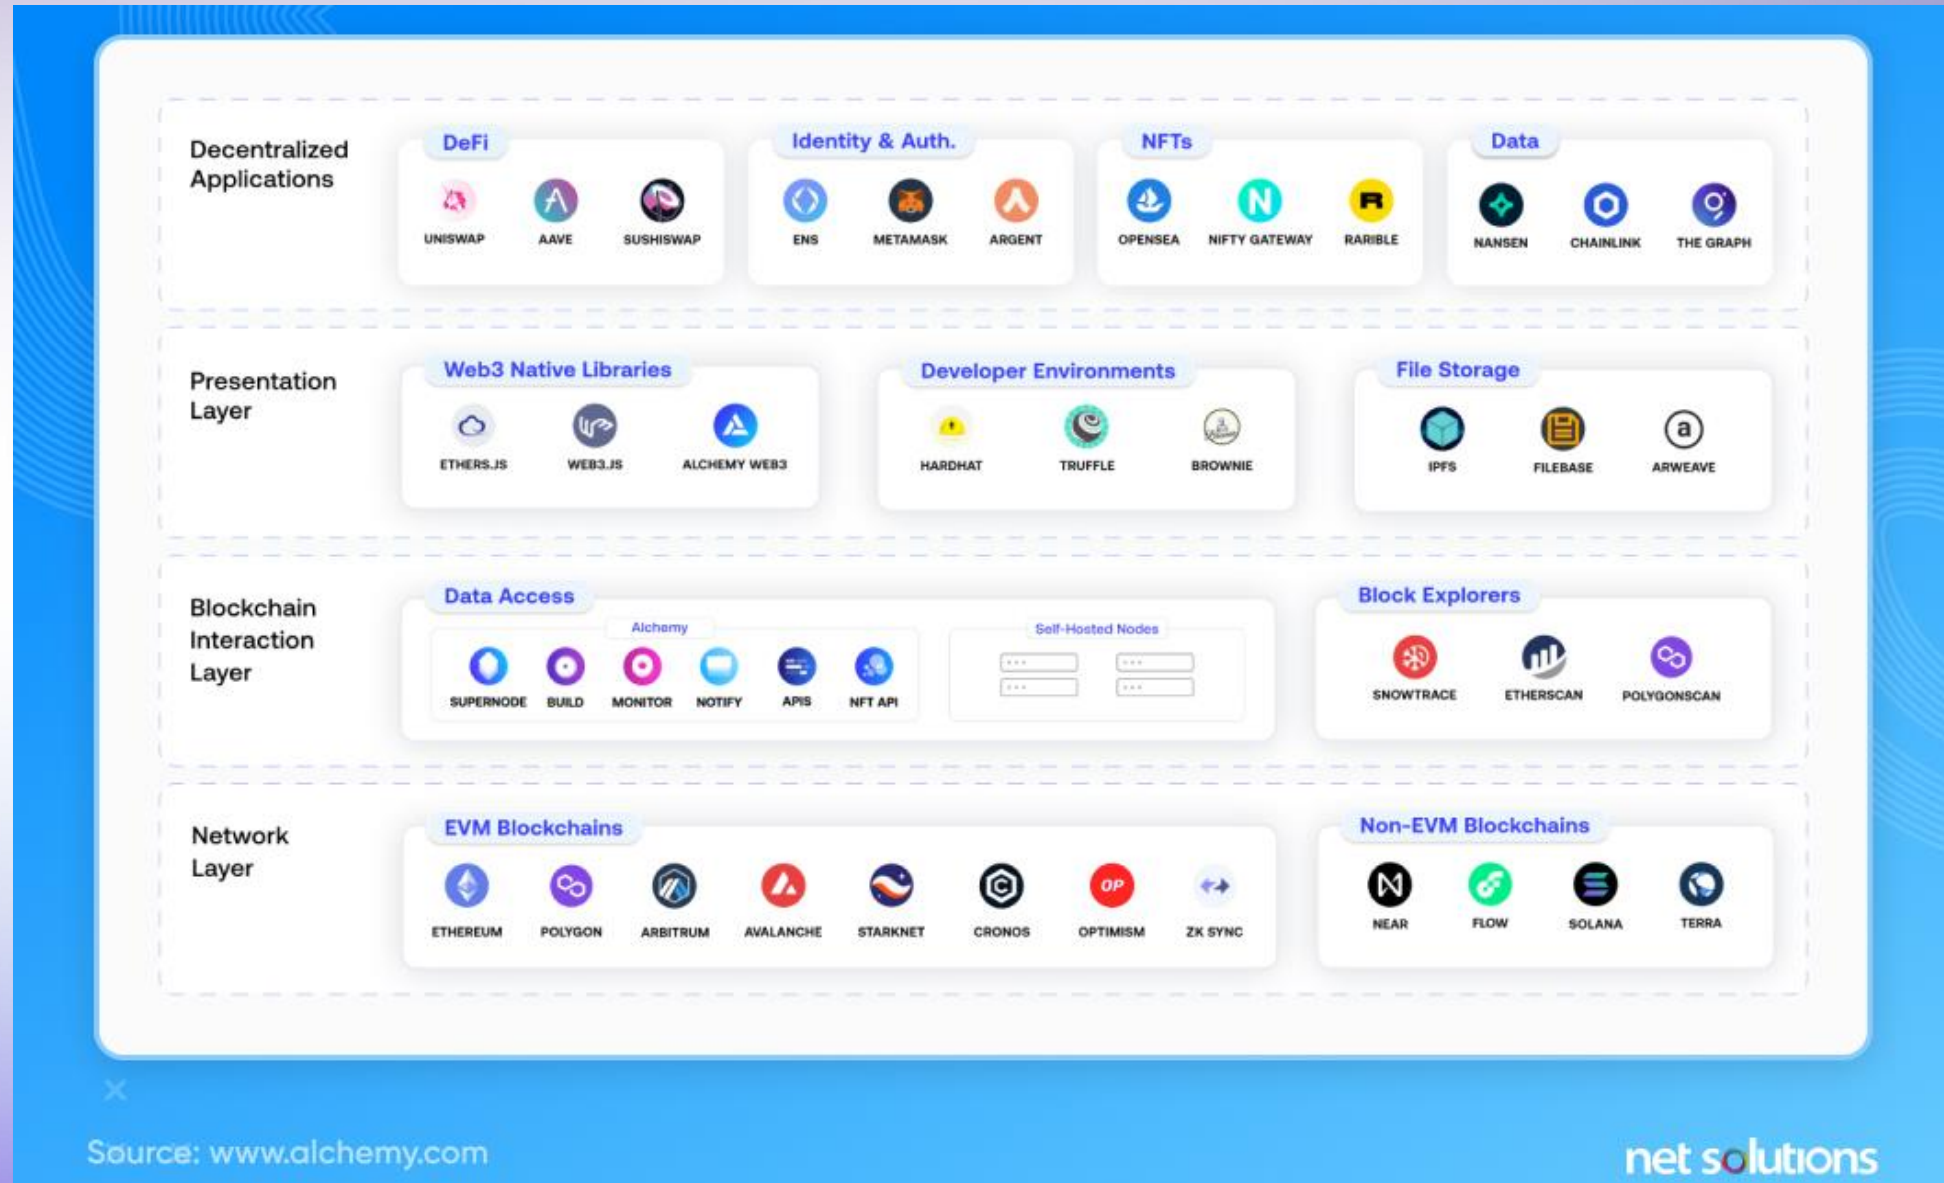 Decentralized
Applications
DeFi
UNISWAP AAVE SUSHISWAP
Identity & Auth.
ENS METAMASK ARGENT
NFTs
OPENSEA NIFTY GATEWAY RARIBLE
Data
NANSEN CHAINLINK THE GRAPH
Presentation
Layer
Web3 Native Libraries
ETHERS.JS WEB3.JS ALCHEMY WEB3
Developer Environments
HARDHAT TRUFFLE BROWNIE
File Storage
IPFS FILEBASE ARWEAVE
Blockchain
Interaction
Layer
Data Access
Alchemy
SUPERNODE BUILD MONITOR NOTIFY APIS NFT API
Self-Hosted Nodes
Block Explorers
SNOWTRACE ETHERSCAN POLYGONSCAN
Network
Layer
EVM Blockchains
OP
ETHEREUM POLYGON ARBITRUM AVALANCHE STARKNET CRONOS OPTIMISM ZK SYNC
Non-EVM Blockchains
NEAR FLOW SOLANA TERRA
Source: www.alchemy.com
net solutions